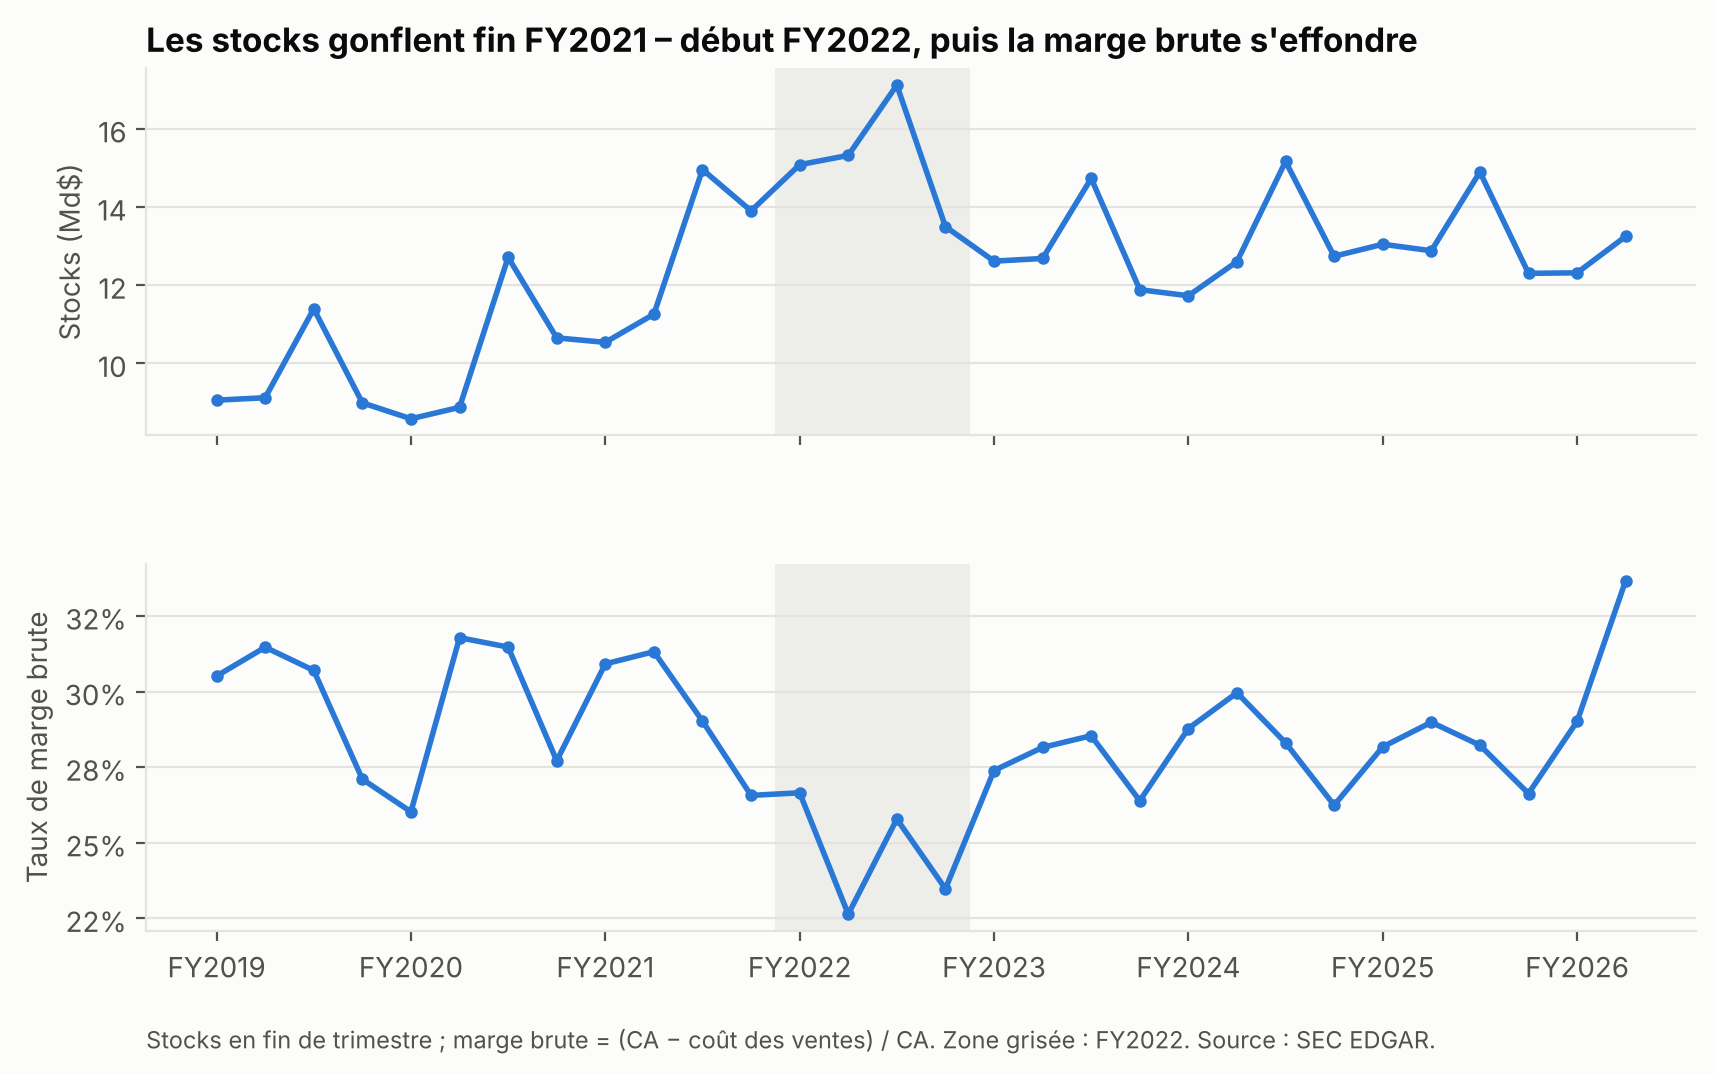 Les stocks gonflent fin FY2021 – début FY2022, puis la marge brute s'effondre
Stocks (Md$)
16
14
12
10
Taux de marge brute
32%
30%
28%
25%
22%
FY2019 FY2020 FY2021 FY2022 FY2023 FY2024 FY2025 FY2026
Stocks en fin de trimestre ; marge brute = (CA − coût des ventes) / CA. Zone grisée : FY2022. Source : SEC EDGAR.